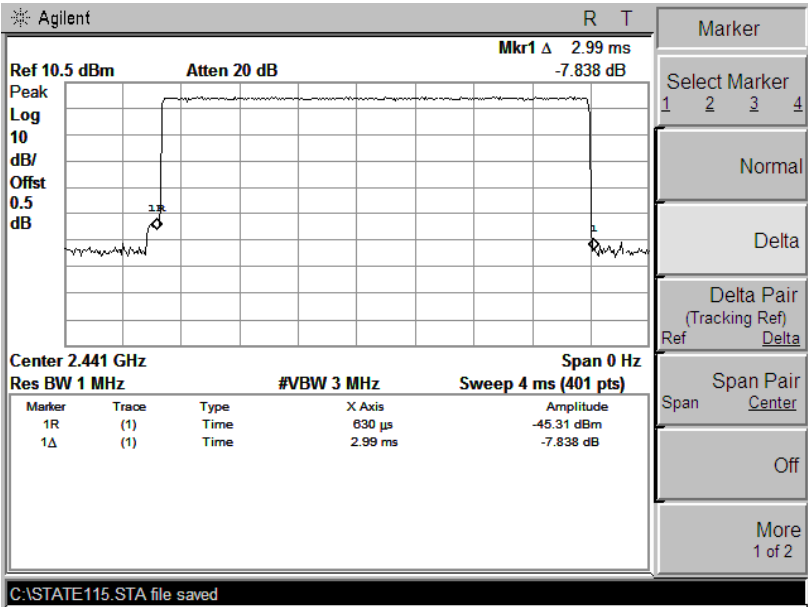 Agilent R T
Mkr1 Δ 2.99 ms
Ref 10.5 dBm Atten 20 dB -7.838 dB
Peak
Log
10
dB/
Offst
0.5
dB
1R
1
Center 2.441 GHz Span 0 Hz
Res BW 1 MHz #VBW 3 MHz Sweep 4 ms (401 pts)
Marker Trace Type X Axis Amplitude
1R (1) Time 630 µs -45.31 dBm
1Δ (1) Time 2.99 ms -7.838 dB
C:\STATE115.STA file saved
Marker
Select Marker
1 2 3 4
Normal
Delta
Delta Pair
(Tracking Ref)
Ref Delta
Span Pair
Span Center
Off
More
1 of 2